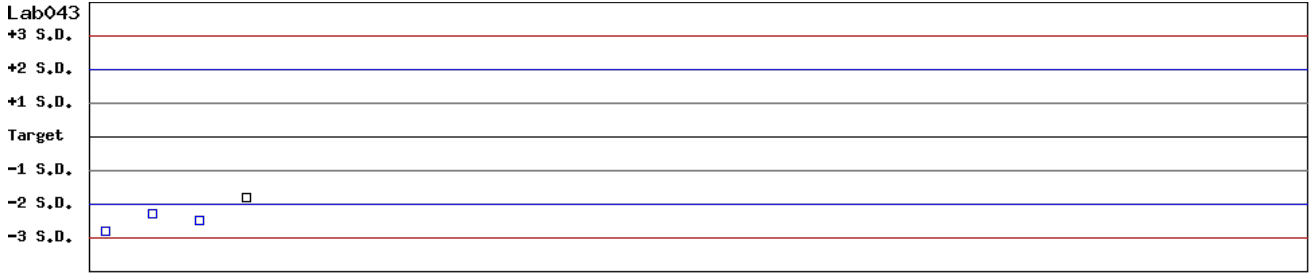 Lab043
+3 S.D.
+2 S.D.
+1 S.D.
Target
-1 S.D.
-2 S.D.
-3 S.D.